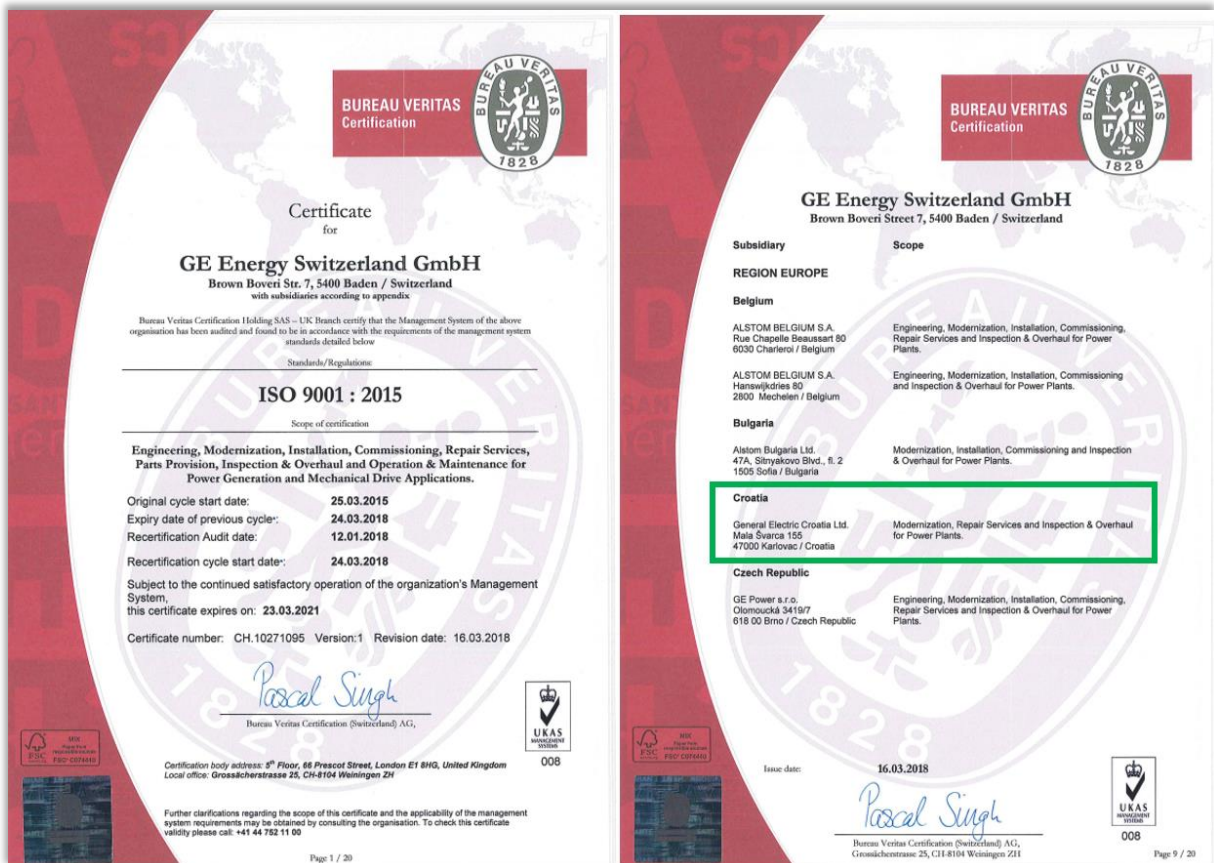 BUREAU VERITAS
Certification
BUREAU VERITAS
1828
Certificate
for
GE Energy Switzerland GmbH
Brown Boveri Str. 7, 5400 Baden / Switzerland
with subsidiaries according to appendix
Bureau Veritas Certification Holding SAS – UK Branch certify that the Management System of the above
organisation has been audited and found to be in accordance with the requirements of the management system
standards detailed below
Standards/Regulations:
ISO 9001 : 2015
Scope of certification
Engineering, Modernization, Installation, Commissioning, Repair Services,
Parts Provision, Inspection & Overhaul and Operation & Maintenance for
Power Generation and Mechanical Drive Applications.
Original cycle start date: 25.03.2015
Expiry date of previous cycle: 24.03.2018
Recertification Audit date: 12.01.2018
Recertification cycle start date: 24.03.2018
Subject to the continued satisfactory operation of the organization's Management
System,
this certificate expires on: 23.03.2021
Certificate number: CH.10271095 Version:1 Revision date: 16.03.2018
Pascal Singh
Bureau Veritas Certification (Switzerland) AG,
UKAS
MANAGEMENT
SYSTEMS
008
Certification body address: 5th Floor, 66 Prescot Street, London E1 8HG, United Kingdom
Local office: Grossächerstrasse 25, CH-8104 Weiningen ZH
Further clarifications regarding the scope of this certificate and the applicability of the management
system requirements may be obtained by consulting the organisation. To check this certificate
validity please call: +41 44 752 11 00
Page 1 / 20
FSC
MIX
BUREAU VERITAS
Certification
BUREAU VERITAS
1828
GE Energy Switzerland GmbH
Brown Boveri Street 7, 5400 Baden / Switzerland
Subsidiary Scope
REGION EUROPE
Belgium
ALSTOM BELGIUM S.A. Engineering, Modernization, Installation, Commissioning,
Rue Chapelle Beaussart 80 Repair Services and Inspection & Overhaul for Power
6030 Charleroi / Belgium Plants.
ALSTOM BELGIUM S.A. Engineering, Modernization, Installation, Commissioning
Hanswijkdries 80 and Inspection & Overhaul for Power Plants.
2800 Mechelen / Belgium
Bulgaria
Alstom Bulgaria Ltd. Modernization, Installation, Commissioning and Inspection
47A, Sitnyakovo Blvd., fl. 2 & Overhaul for Power Plants.
1505 Sofia / Bulgaria
Croatia
General Electric Croatia Ltd. Modernization, Repair Services and Inspection & Overhaul
Mala Švarca 155 for Power Plants.
47000 Karlovac / Croatia
Czech Republic
GE Power s.r.o. Engineering, Modernization, Installation, Commissioning,
Olomoucká 3419/7 Repair Services and Inspection & Overhaul for Power
618 00 Brno / Czech Republic Plants.
Issue date: 16.03.2018
Pascal Singh
Bureau Veritas Certification (Switzerland) AG,
Grossächerstrasse 25, CH-8104 Weiningen ZH
UKAS
MANAGEMENT
SYSTEMS
008
Page 9 / 20
FSC
MIX